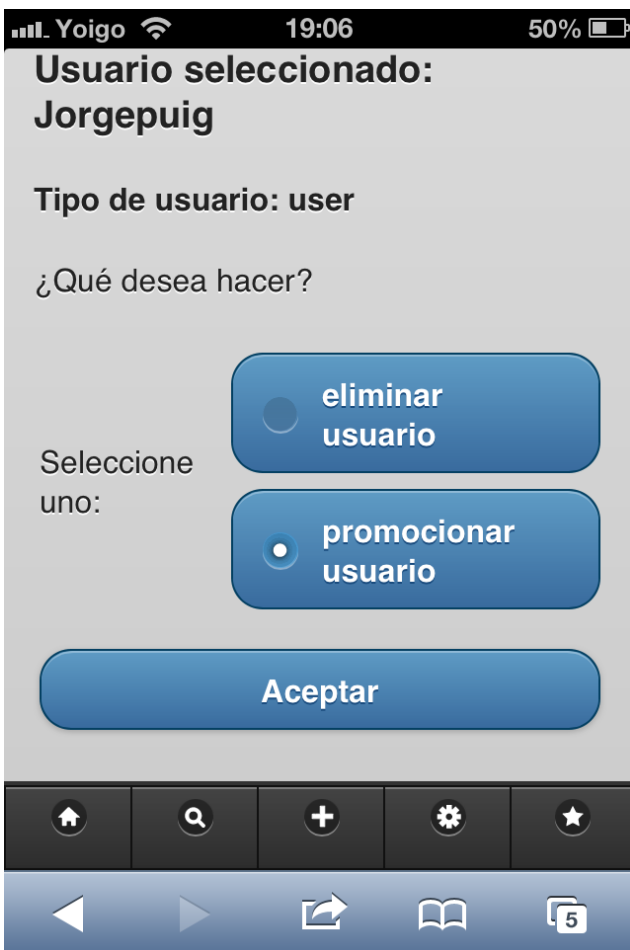 Yoigo 19:06 50%
Usuario seleccionado:
Jorgepuig
Tipo de usuario: user
¿Qué desea hacer?
Seleccione
uno:
eliminar
usuario
promocionar
usuario
Aceptar
5